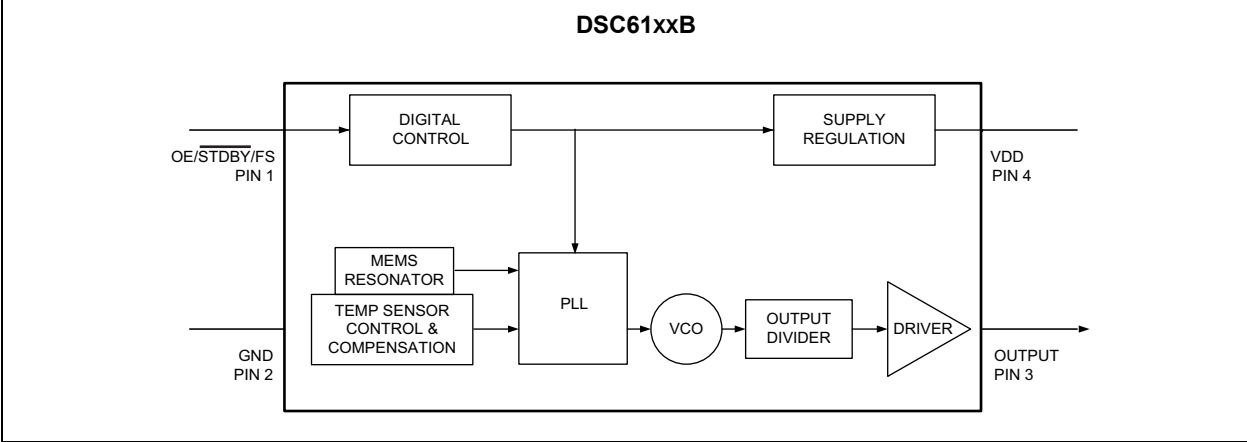 DSC61xxB
DIGITAL
CONTROL
SUPPLY
REGULATION
OE/STDBY/FS
PIN 1
VDD
PIN 4
MEMS
RESONATOR
TEMP SENSOR
CONTROL &
COMPENSATION
PLL
VCO
OUTPUT
DIVIDER
DRIVER
GND
PIN 2
OUTPUT
PIN 3